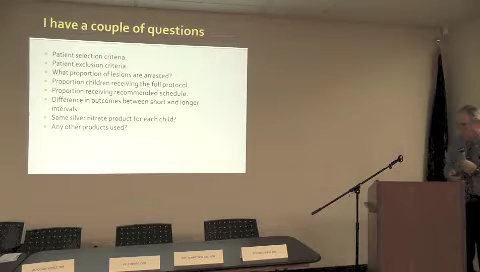 I have a couple of questions
Patient selection criteria.
Patient exclusion criteria
What proportion of lesions are arrested?
Proportion children receiving the full protocol.
Proportion receiving recommended schedule.
Difference in outcomes between short and longer
intervals
Same silver nitrate product for each child?
Any other products used?